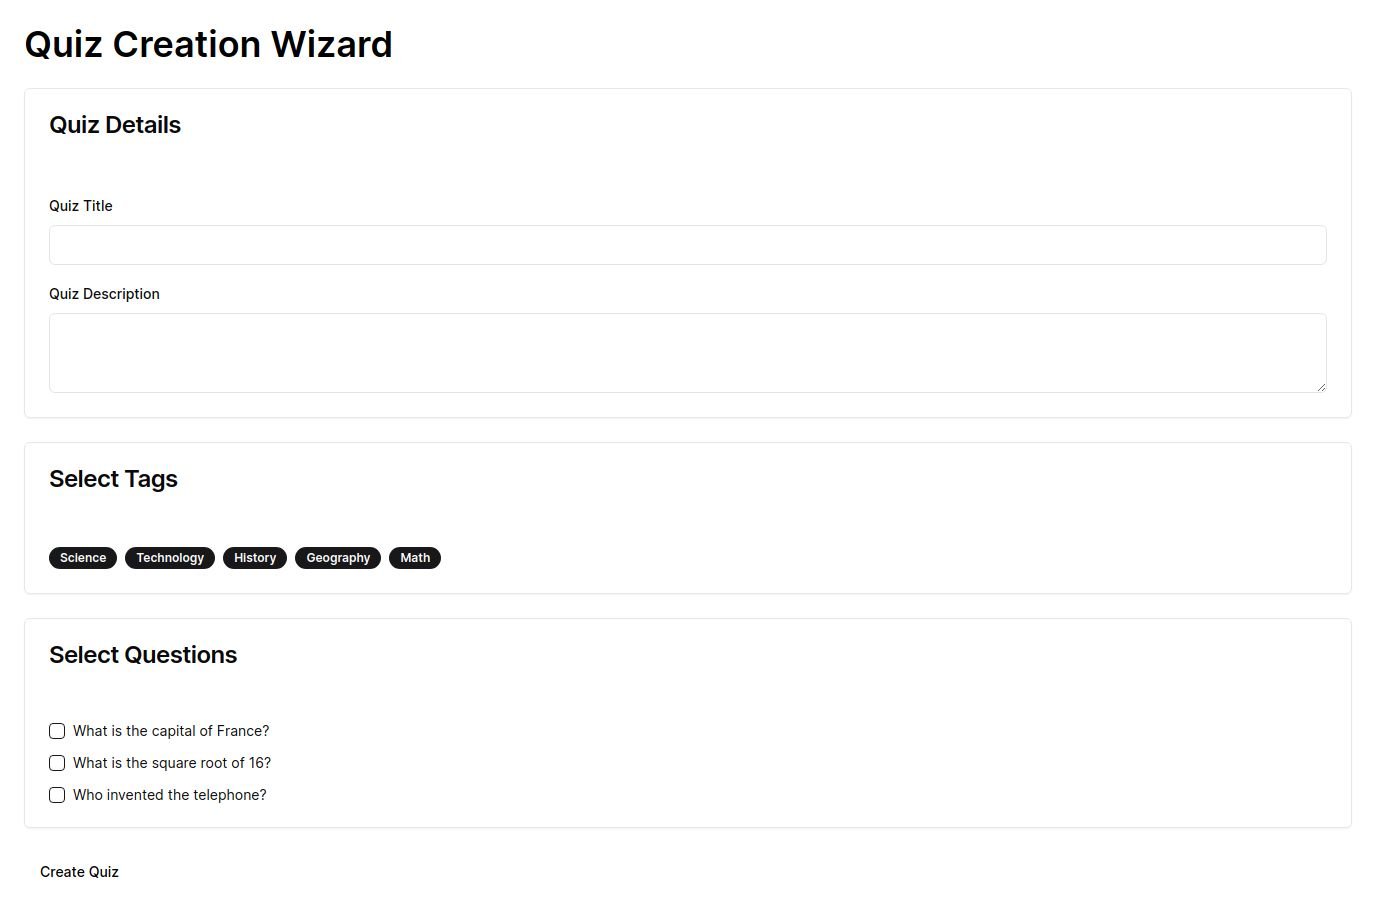 Quiz Creation Wizard
Quiz Details
Quiz Title
Quiz Description
Select Tags
Science Technology History Geography Math
Select Questions
What is the capital of France?
What is the square root of 16?
Who invented the telephone?
Create Quiz